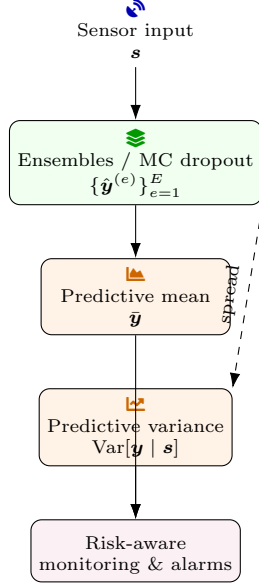 Sensor input
s
Ensembles / MC dropout
{ŷ^(e)}_{e=1}^E
Predictive mean
ȳ
spread
Predictive variance
Var[y | s]
Risk-aware
monitoring & alarms